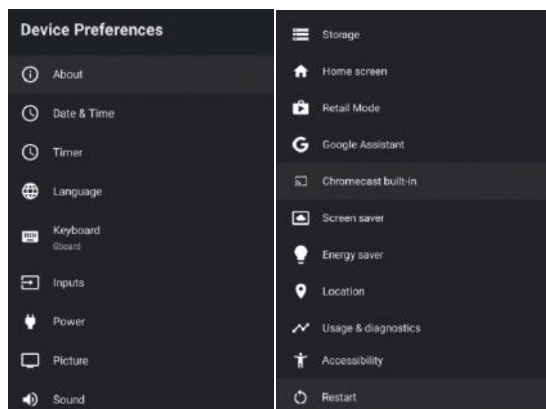 Device Preferences
About
Date & Time
Timer
Language
Keyboard
Gboard
Inputs
Power
Picture
Sound
Storage
Home screen
Retail Mode
Google Assistant
Chromecast built-in
Screen saver
Energy saver
Location
Usage & diagnostics
Accessibility
Restart